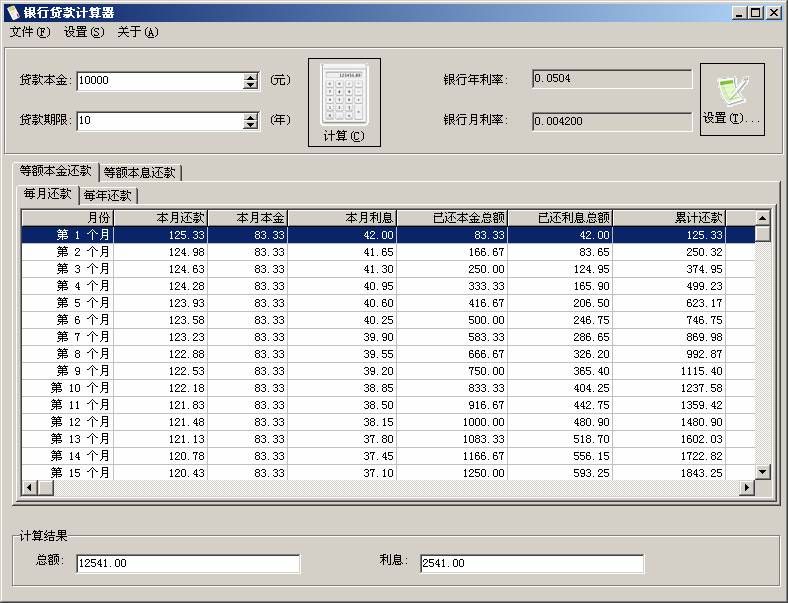 银行贷款计算器
文件(F) 设置(S) 关于(A)
贷款本金: 10000 (元) 银行年利率: 0.0504
贷款期限: 10 (年) 银行月利率: 0.004200
计算(C) 设置(T)...
等额本金还款 等额本息还款
每月还款 每年还款
月份 本月还款 本月本金 本月利息 已还本金总额 已还利息总额 累计还款
第 1 个月 125.33 83.33 42.00 83.33 42.00 125.33
第 2 个月 124.98 83.33 41.65 166.67 83.65 250.32
第 3 个月 124.63 83.33 41.30 250.00 124.95 374.95
第 4 个月 124.28 83.33 40.95 333.33 165.90 499.23
第 5 个月 123.93 83.33 40.60 416.67 206.50 623.17
第 6 个月 123.58 83.33 40.25 500.00 246.75 746.75
第 7 个月 123.23 83.33 39.90 583.33 286.65 869.98
第 8 个月 122.88 83.33 39.55 666.67 326.20 992.87
第 9 个月 122.53 83.33 39.20 750.00 365.40 1115.40
第 10 个月 122.18 83.33 38.85 833.33 404.25 1237.58
第 11 个月 121.83 83.33 38.50 916.67 442.75 1359.42
第 12 个月 121.48 83.33 38.15 1000.00 480.90 1480.90
第 13 个月 121.13 83.33 37.80 1083.33 518.70 1602.03
第 14 个月 120.78 83.33 37.45 1166.67 556.15 1722.82
第 15 个月 120.43 83.33 37.10 1250.00 593.25 1843.25
计算结果
总额: 12541.00 利息: 2541.00